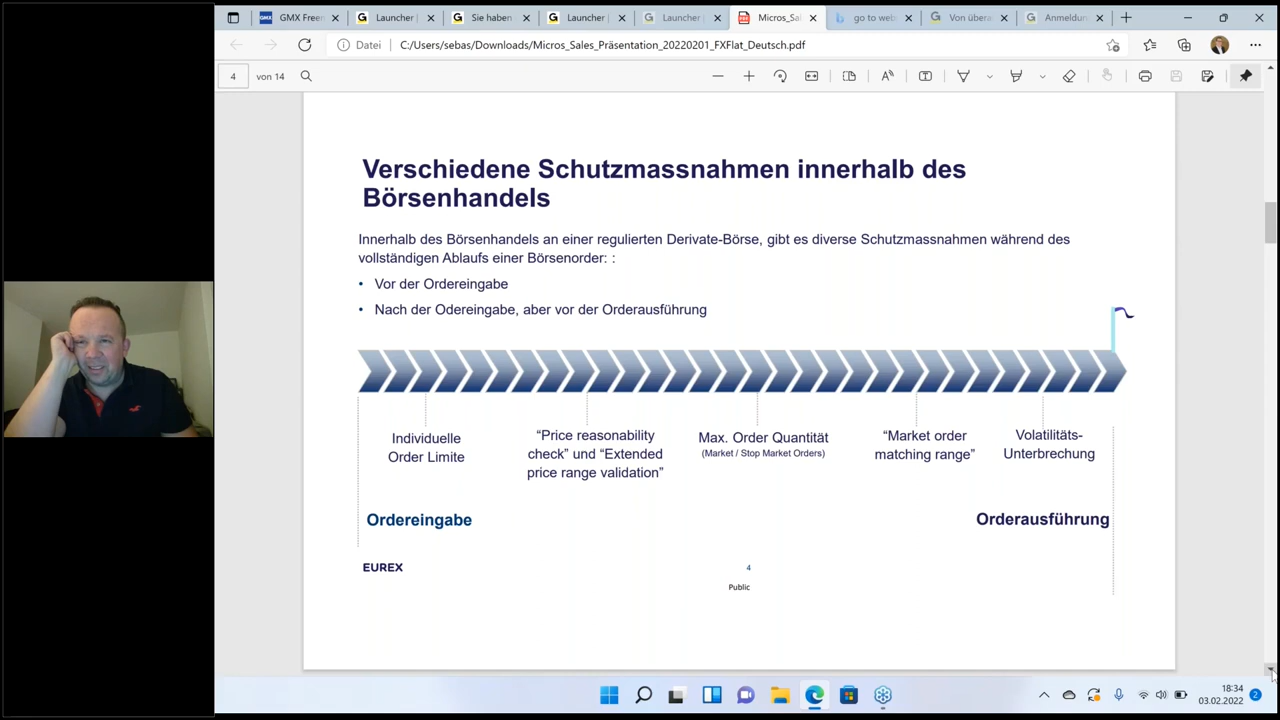 GMX Freem
Launcher
Sie haben
Launcher
Launcher
Micros_Sal
go to web
Von übera
Anmeldun
Datei
C:/Users/sebas/Downloads/Micros_Sales_Präsentation_20220201_FXFlat_Deutsch.pdf
4 von 14
Verschiedene Schutzmassnahmen innerhalb des
Börsenhandels
Innerhalb des Börsenhandels an einer regulierten Derivate-Börse, gibt es diverse Schutzmassnahmen während des
vollständigen Ablaufs einer Börsenorder: :
• Vor der Ordereingabe
• Nach der Odereingabe, aber vor der Orderausführung
Individuelle
Order Limite
“Price reasonability
check” und “Extended
price range validation”
Max. Order Quantität
(Market / Stop Market Orders)
“Market order
matching range”
Volatilitäts-
Unterbrechung
Ordereingabe
Orderausführung
EUREX
4
Public
18:34
03.02.2022
2